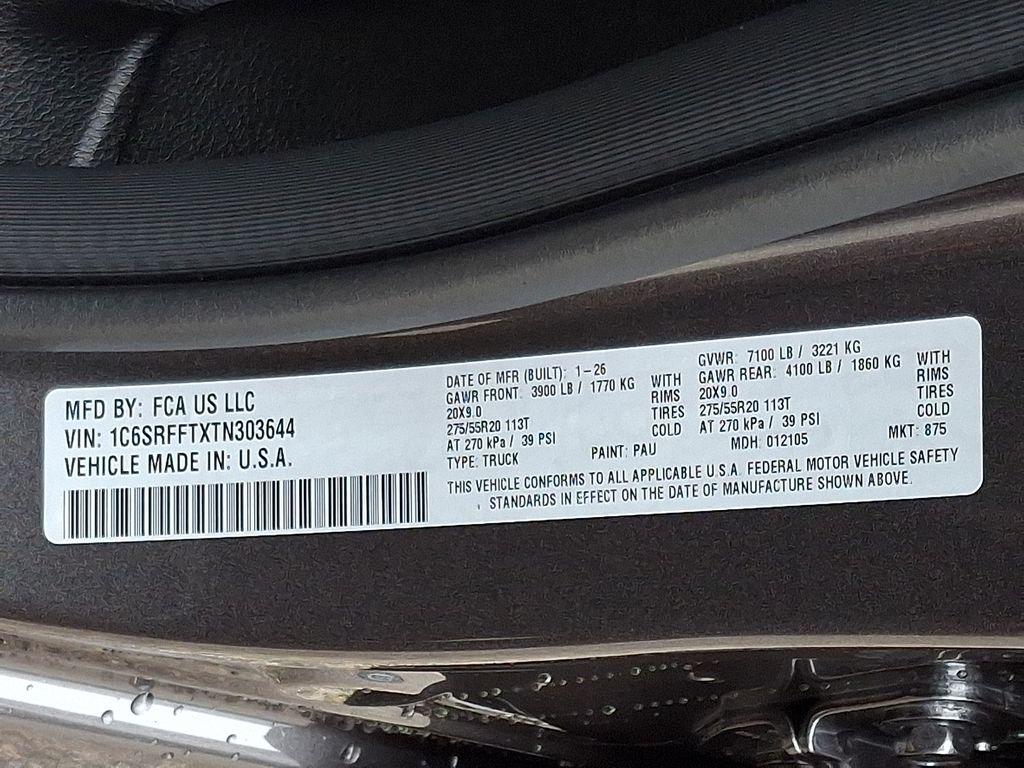 MFD BY: FCA US LLC
VIN: 1C6SRFFTXTN303644
VEHICLE MADE IN: U.S.A.
DATE OF MFR (BUILT): 1-26
GAWR FRONT: 3900 LB / 1770 KG WITH
20X9.0 RIMS
275/55R20 113T TIRES
AT 270 kPa / 39 PSI COLD
TYPE: TRUCK PAINT: PAU
GVWR: 7100 LB / 3221 KG
GAWR REAR: 4100 LB / 1860 KG WITH
20X9.0 RIMS
275/55R20 113T TIRES
AT 270 kPa / 39 PSI COLD
MDH: 012105 MKT: 875
THIS VEHICLE CONFORMS TO ALL APPLICABLE U.S.A. FEDERAL MOTOR VEHICLE SAFETY
STANDARDS IN EFFECT ON THE DATE OF MANUFACTURE SHOWN ABOVE.